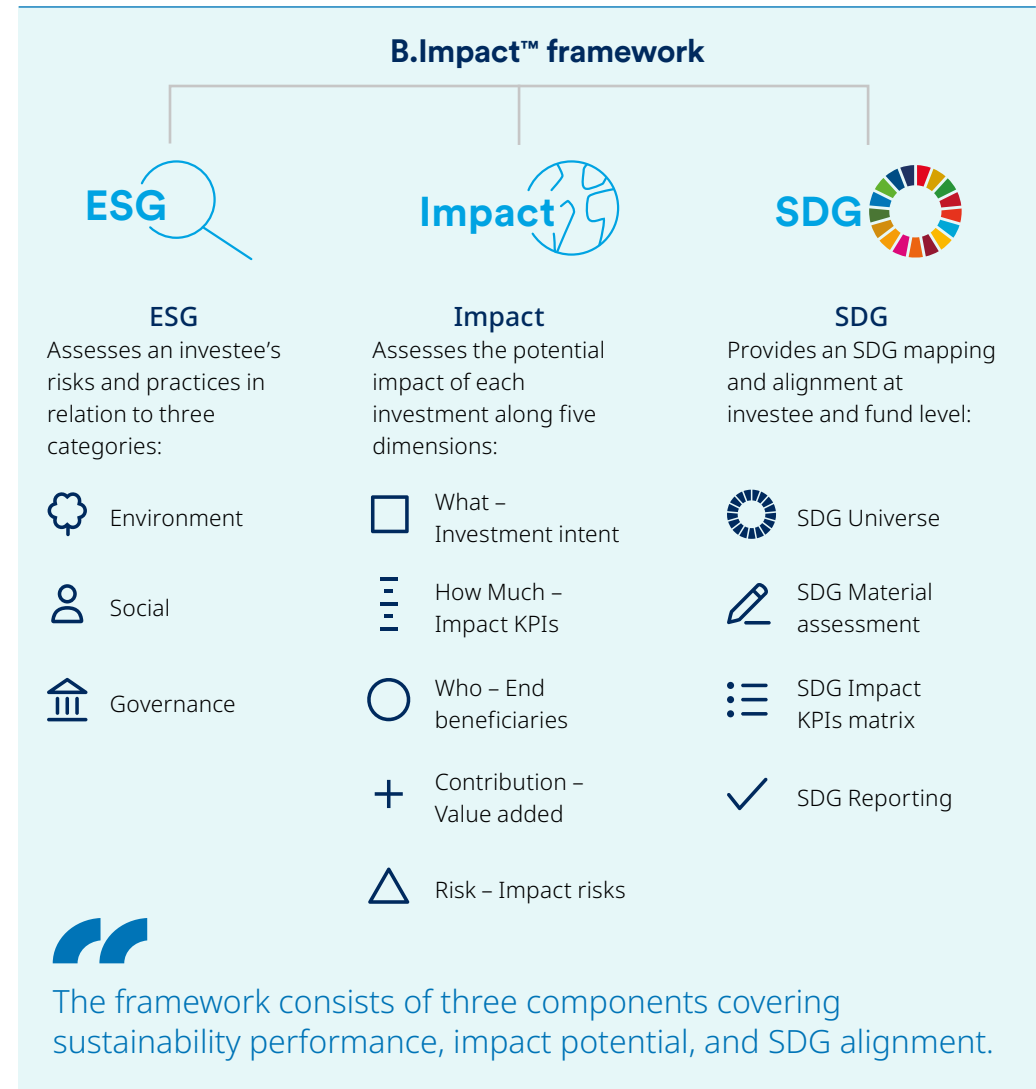 B.Impact™ framework
ESG
Impact
SDG
ESG
Assesses an investee’s
risks and practices in
relation to three
categories:
Environment
Social
Governance
Impact
Assesses the potential
impact of each
investment along five
dimensions:
What –
Investment intent
How Much –
Impact KPIs
Who – End
beneficiaries
Contribution –
Value added
Risk – Impact risks
SDG
Provides an SDG mapping
and alignment at
investee and fund level:
SDG Universe
SDG Material
assessment
SDG Impact
KPIs matrix
SDG Reporting
The framework consists of three components covering
sustainability performance, impact potential, and SDG alignment.